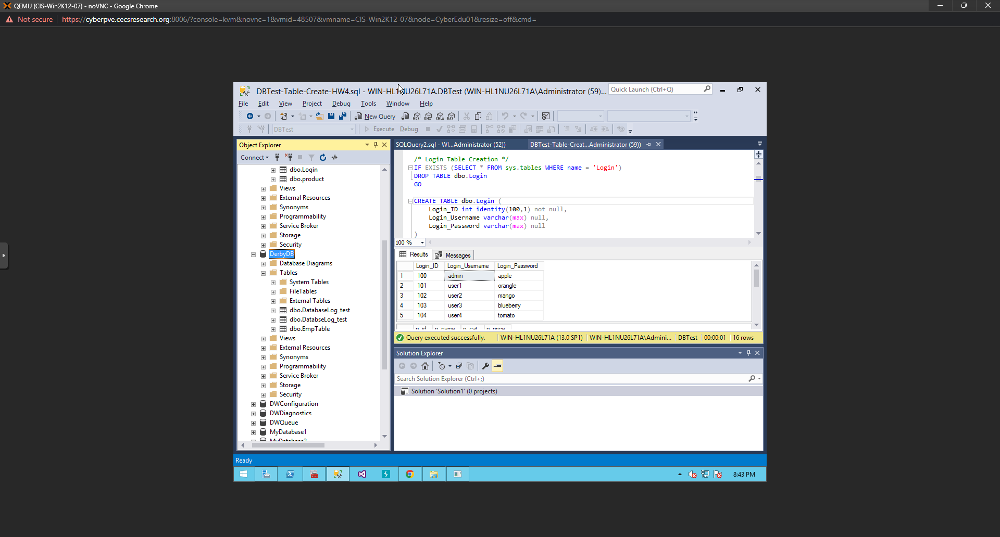 QEMU (CIS-Win2K12-07) - noVNC - Google Chrome
Not secure https://cyberpve.cecsresearch.org:8006/?console=kvm&novnc=1&vmid=48507&vmname=CIS-Win2K12-07&node=CyberEdu01&resize=off&cmd=
DBTest-Table-Create-HW4.sql - WIN-HL1NU26L71A.DBTest (WIN-HL1NU26L71A\Administrator (59)...
Quick Launch (Ctrl+Q)
File Edit View Project Debug Tools Window Help
New Query MDX DMX XMLA DAX
DBTest Execute Debug
Object Explorer
Connect
dbo.Login
dbo.product
Views
External Resources
Synonyms
Programmability
Service Broker
Storage
Security
DerbyDB
Database Diagrams
Tables
System Tables
FileTables
External Tables
dbo.DatabaseLog_test
dbo.DatabseLog_test
dbo.EmpTable
Views
External Resources
Synonyms
Programmability
Service Broker
Storage
Security
DWConfiguration
DWDiagnostics
DWQueue
MyDatabase1
SQLQuery2.sql - WI...Administrator (52)) DBTest-Table-Creat...Administrator (59))
/* Login Table Creation */
IF EXISTS (SELECT * FROM sys.tables WHERE name = 'Login')
DROP TABLE dbo.Login
GO
CREATE TABLE dbo.Login (
Login_ID int identity(100,1) not null,
Login_Username varchar(max) null,
Login_Password varchar(max) null
)
100 %
Results Messages
Login_ID Login_Username Login_Password
1 100 admin apple
2 101 user1 orangle
3 102 user2 mango
4 103 user3 blueberry
5 104 user4 tomato
p_id p_name p_cat p_price
Query executed successfully. WIN-HL1NU26L71A (13.0 SP1) WIN-HL1NU26L71A\Admini... DBTest 00:00:01 16 rows
Solution Explorer
Search Solution Explorer (Ctrl+;)
Solution 'Solution1' (0 projects)
Ready
8:43 PM